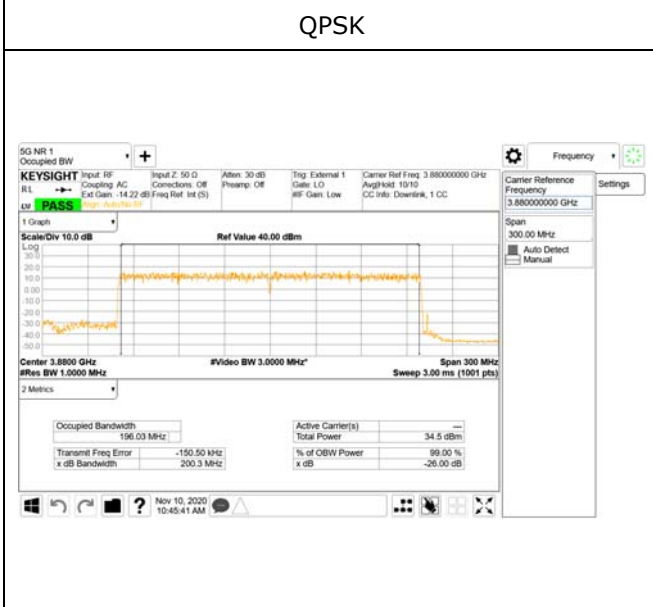 QPSK
5G NR 1
Occupied BW
Frequency
KEYSIGHT Input: RF Input Z: 50 Ω Atten: 30 dB Trig: External 1 Carrier Ref Freq: 3.880000000 GHz
RL Coupling: AC Corrections: Off Preamp: Off Gate: LO Avg|Hold: 10/10
Ext Gain: -14.22 dB Freq Ref: Int (S) #IF Gain: Low CC Info: Downlink, 1 CC
PASS Align: Auto/No RF
Carrier Reference Frequency
Settings
3.880000000 GHz
Span
300.00 MHz
Auto Detect
Manual
1 Graph
Scale/Div 10.0 dB Ref Value 40.00 dBm
Log
30.0
20.0
10.0
0.00
-10.0
-20.0
-30.0
-40.0
-50.0
Center 3.8800 GHz #Video BW 3.0000 MHz* Span 300 MHz
#Res BW 1.0000 MHz Sweep 3.00 ms (1001 pts)
2 Metrics
Occupied Bandwidth Active Carrier(s) ---
196.03 MHz Total Power 34.5 dBm
Transmit Freq Error -150.50 kHz % of OBW Power 99.00 %
x dB Bandwidth 200.3 MHz x dB -26.00 dB
Nov 10, 2020
10:45:41 AM